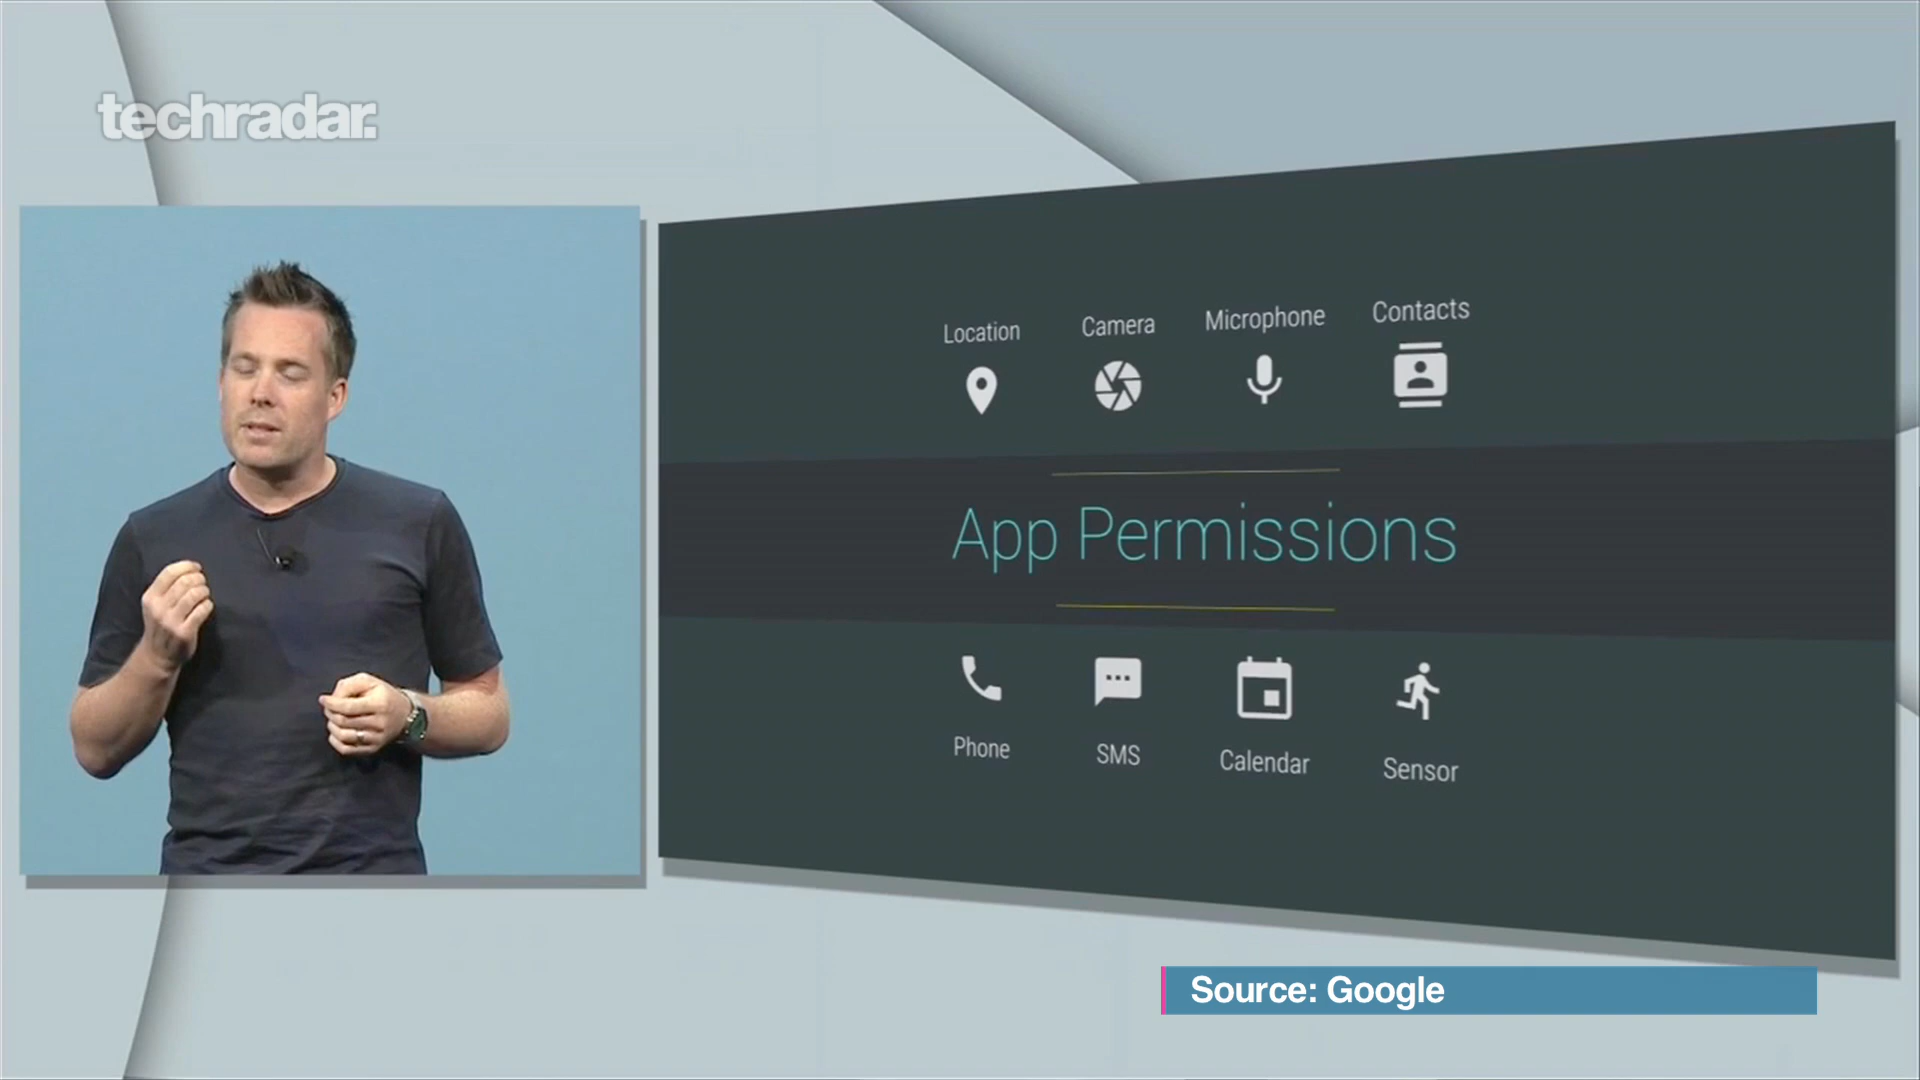 techradar.
Location
Camera
Microphone
Contacts
App Permissions
Phone
SMS
Calendar
Sensor
Source: Google